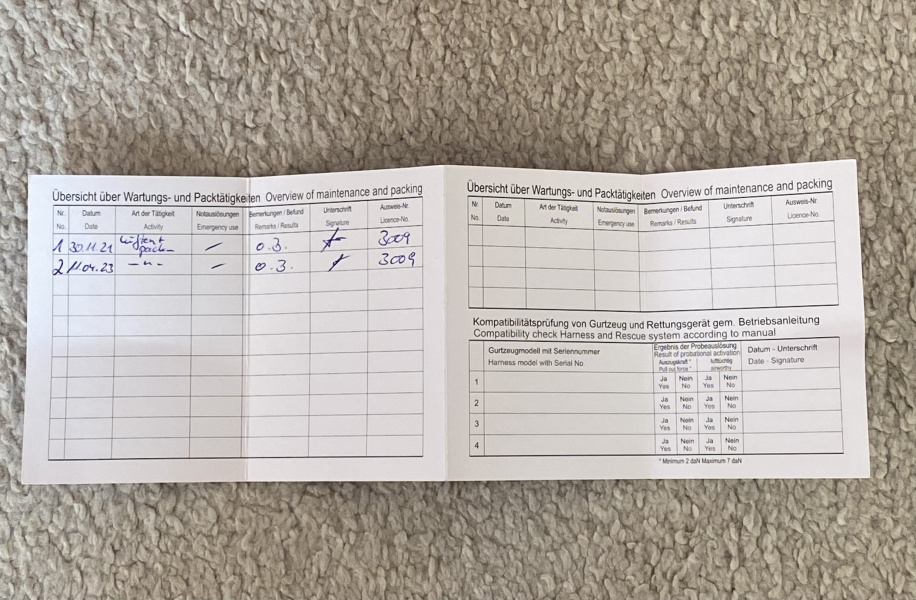 Übersicht über Wartungs- und Packtätigkeiten Overview of maintenance and packing
Nr. Datum Art der Tätigkeit Notauslösungen Bemerkungen / Befund Unterschrift Ausweis-Nr.
No. Date Activity Emergency use Remarks / Results Signature Licence-No.
1 30.11.21 lüften + packen / o.B. 3009
2 11.04.23 – " – / o.B. 3009
Übersicht über Wartungs- und Packtätigkeiten Overview of maintenance and packing
Nr. Datum Art der Tätigkeit Notauslösungen Bemerkungen / Befund Unterschrift Ausweis-Nr.
No. Date Activity Emergency use Remarks / Results Signature Licence-No.
Kompatibilitätsprüfung von Gurtzeug und Rettungsgerät gem. Betriebsanleitung
Compatibility check Harness and Rescue system according to manual
Gurtzeugmodell mit Seriennummer
Harness model with Serial No.
Ergebnis der Probeauslösung
Result of probational activation
Auszugskraft * lufttüchtig
Pull out force * airworthy
Datum - Unterschrift
Date - Signature
1 Ja Nein Ja Nein
Yes No Yes No
2 Ja Nein Ja Nein
Yes No Yes No
3 Ja Nein Ja Nein
Yes No Yes No
4 Ja Nein Ja Nein
Yes No Yes No
* Minimum 2 daN Maximum 7 daN